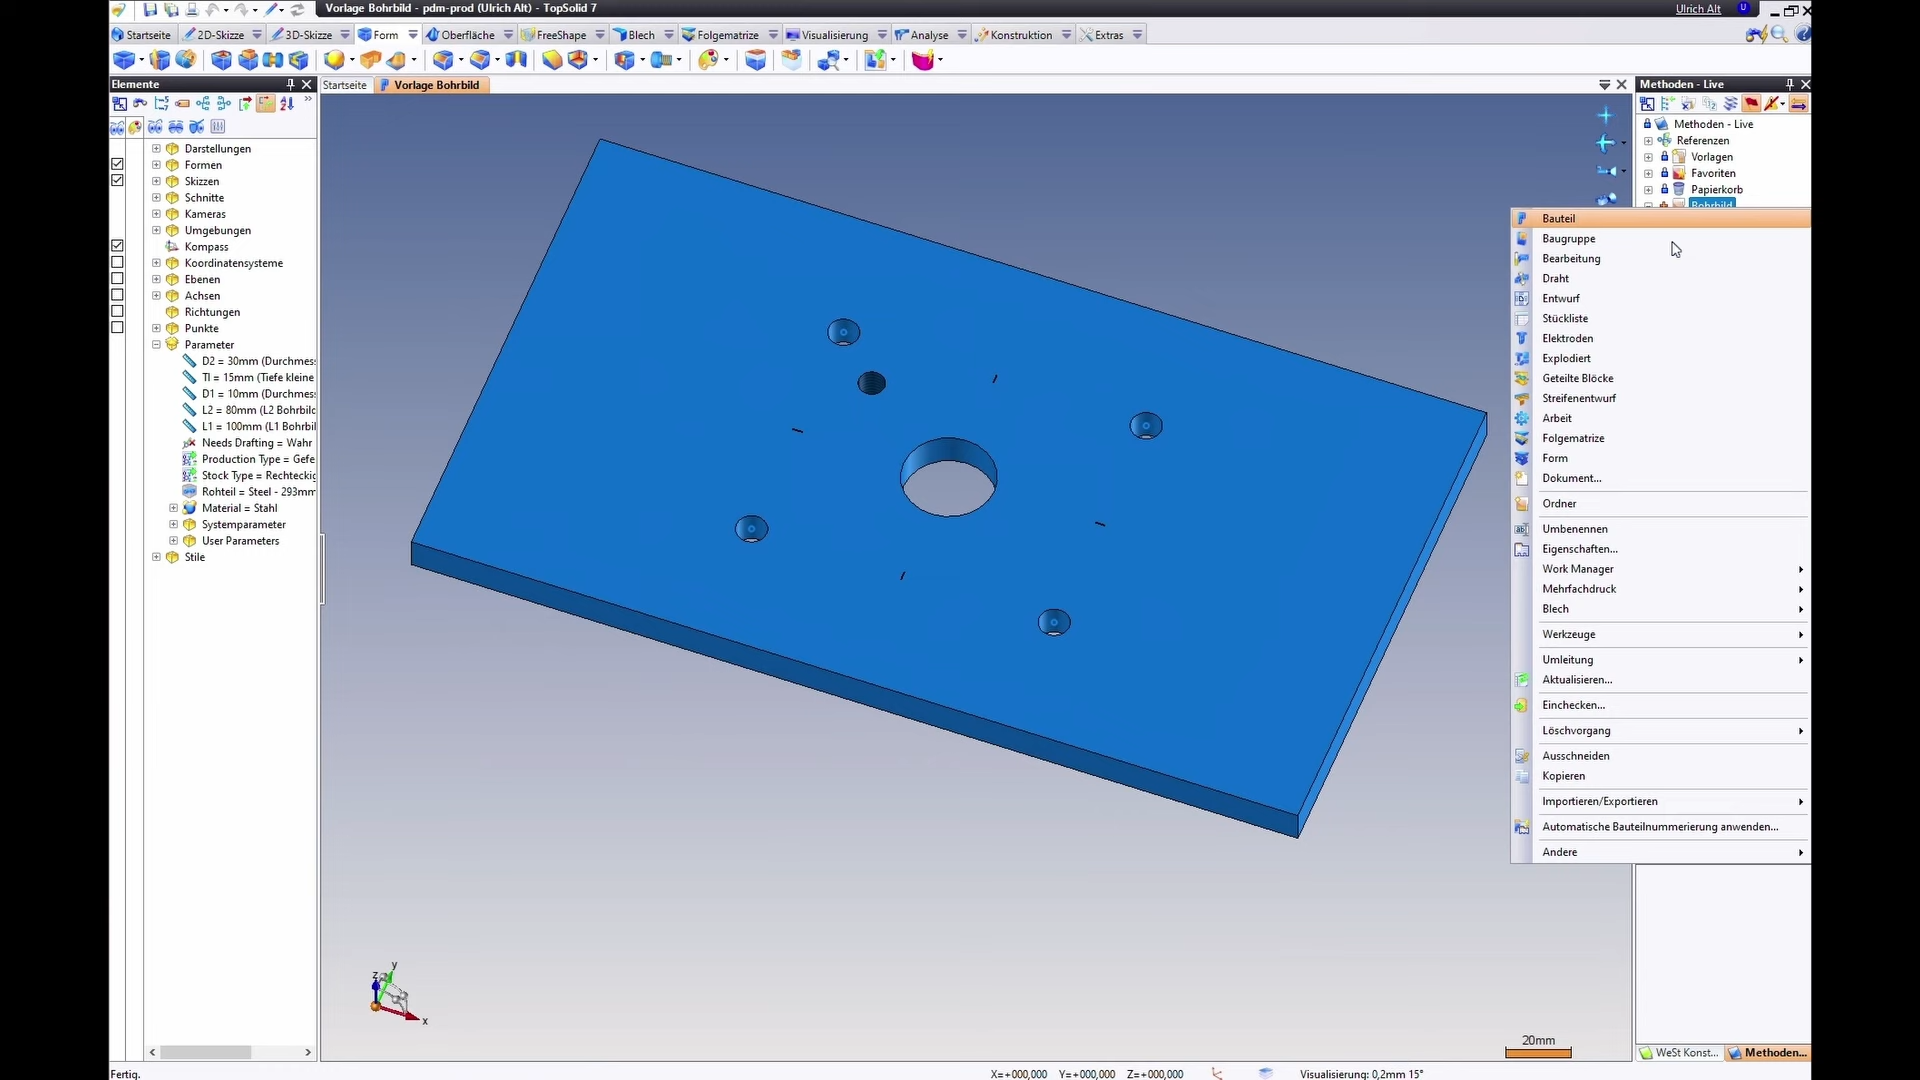 Vorlage Bohrbild - pdm-prod (Ulrich Alt) - TopSolid 7
Ulrich Alt
Startseite
2D-Skizze
3D-Skizze
Form
Oberfläche
FreeShape
Blech
Folgematrize
Visualisierung
Analyse
Konstruktion
Extras
Elemente
Startseite
Vorlage Bohrbild
Methoden - Live
Darstellungen
Formen
Skizzen
Schnitte
Kameras
Umgebungen
Kompass
Koordinatensysteme
Ebenen
Achsen
Richtungen
Punkte
Parameter
D2 = 30mm (Durchmes
Tl = 15mm (Tiefe kleine
D1 = 10mm (Durchmes
L2 = 80mm (L2 Bohrbild
L1 = 100mm (L1 Bohrbil
Needs Drafting = Wahr
Production Type = Gefe
Stock Type = Rechteckig
Rohteil = Steel - 293mm
Material = Stahl
Systemparameter
User Parameters
Stile
Methoden - Live
Referenzen
Vorlagen
Favoriten
Papierkorb
Bohrbild
Bauteil
Baugruppe
Bearbeitung
Draht
Entwurf
Stückliste
Elektroden
Explodiert
Geteilte Blöcke
Streifenentwurf
Arbeit
Folgematrize
Form
Dokument...
Ordner
Umbenennen
Eigenschaften...
Work Manager
Mehrfachdruck
Blech
Werkzeuge
Umleitung
Aktualisieren...
Einchecken...
Löschvorgang
Ausschneiden
Kopieren
Importieren/Exportieren
Automatische Bauteilnummerierung anwenden...
Andere
z
y
x
20mm
WeSt Konst...
Methoden...
Fertig.
X=+000,000
Y=+000,000
Z=+000,000
Visualisierung: 0,2mm 15°